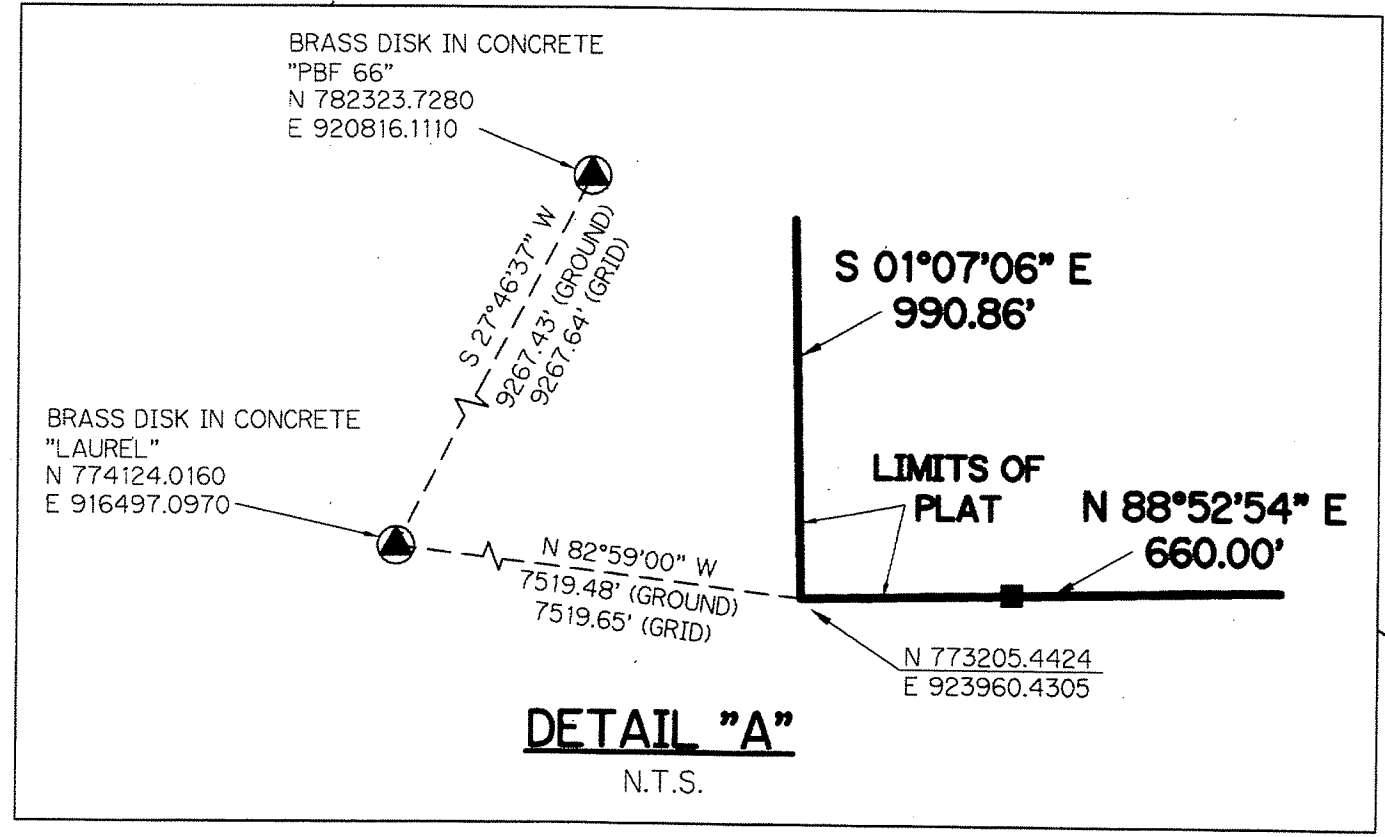 BRASS DISK IN CONCRETE
"PBF 66"
N 782323.7280
E 920816.1110
S 27°46'37" W
9267.43' (GROUND)
9267.64' (GRID)
S 01°07'06" E
990.86'
BRASS DISK IN CONCRETE
"LAUREL"
N 774124.0160
E 916497.0970
LIMITS OF
PLAT
N 88°52'54" E
660.00'
N 82°59'00" W
7519.48' (GROUND)
7519.65' (GRID)
N 773205.4424
E 923960.4305
DETAIL "A"
N.T.S.